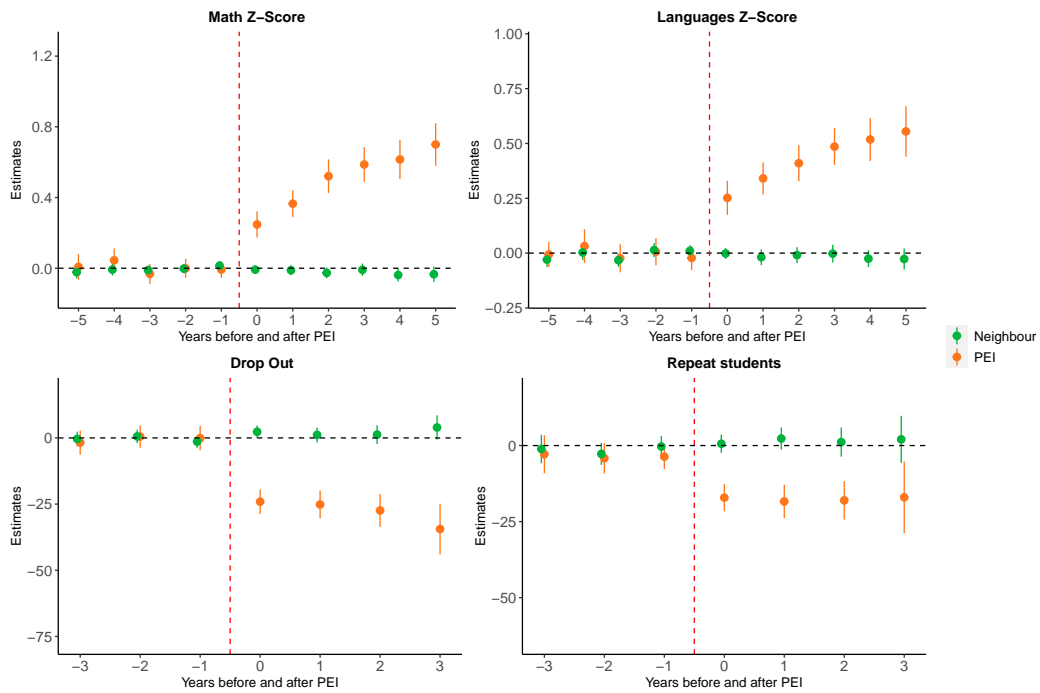 Math Z−Score
Languages Z−Score
1.2
0.8
0.4
0.0
Estimates
−5 −4 −3 −2 −1 0 1 2 3 4 5
Years before and after PEI
1.00
0.75
0.50
0.25
0.00
−0.25
Estimates
−5 −4 −3 −2 −1 0 1 2 3 4 5
Years before and after PEI
Neighbour
PEI
Drop Out
Repeat students
0
−25
−50
−75
Estimates
−3 −2 −1 0 1 2 3
Years before and after PEI
0
−25
−50
Estimates
−3 −2 −1 0 1 2 3
Years before and after PEI